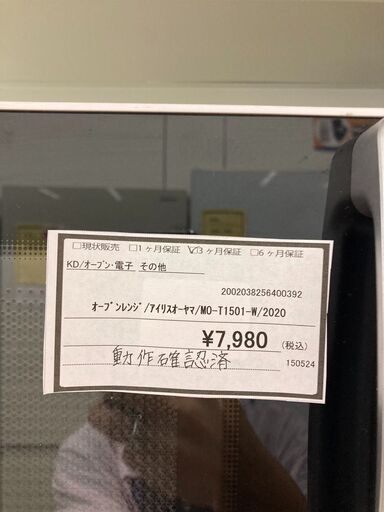 □現状販売 □1ヶ月保証 ☑3ヶ月保証 □6ヶ月保証
KD/オーブン・電子 その他
2002038256400392
オーブンレンジ/アイリスオーヤマ/MO-T1501-W/2020
¥7,980 (税込)
動作確認済 150524